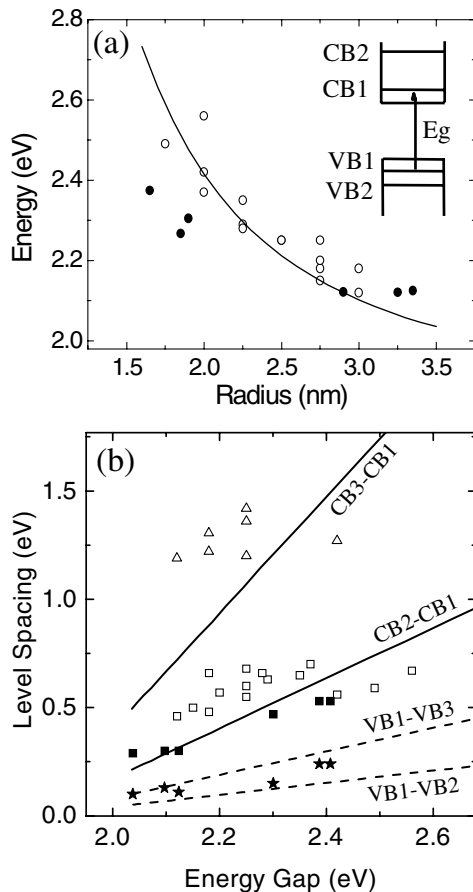 (a)
CB2
CB1
Eg
VB1
VB2
Energy (eV)
2.8
2.6
2.4
2.2
2.0
1.5 2.0 2.5 3.0 3.5
Radius (nm)
(b)
CB3-CB1
CB2-CB1
VB1-VB3
VB1-VB2
Level Spacing (eV)
1.5
1.0
0.5
0.0
2.0 2.2 2.4 2.6
Energy Gap (eV)